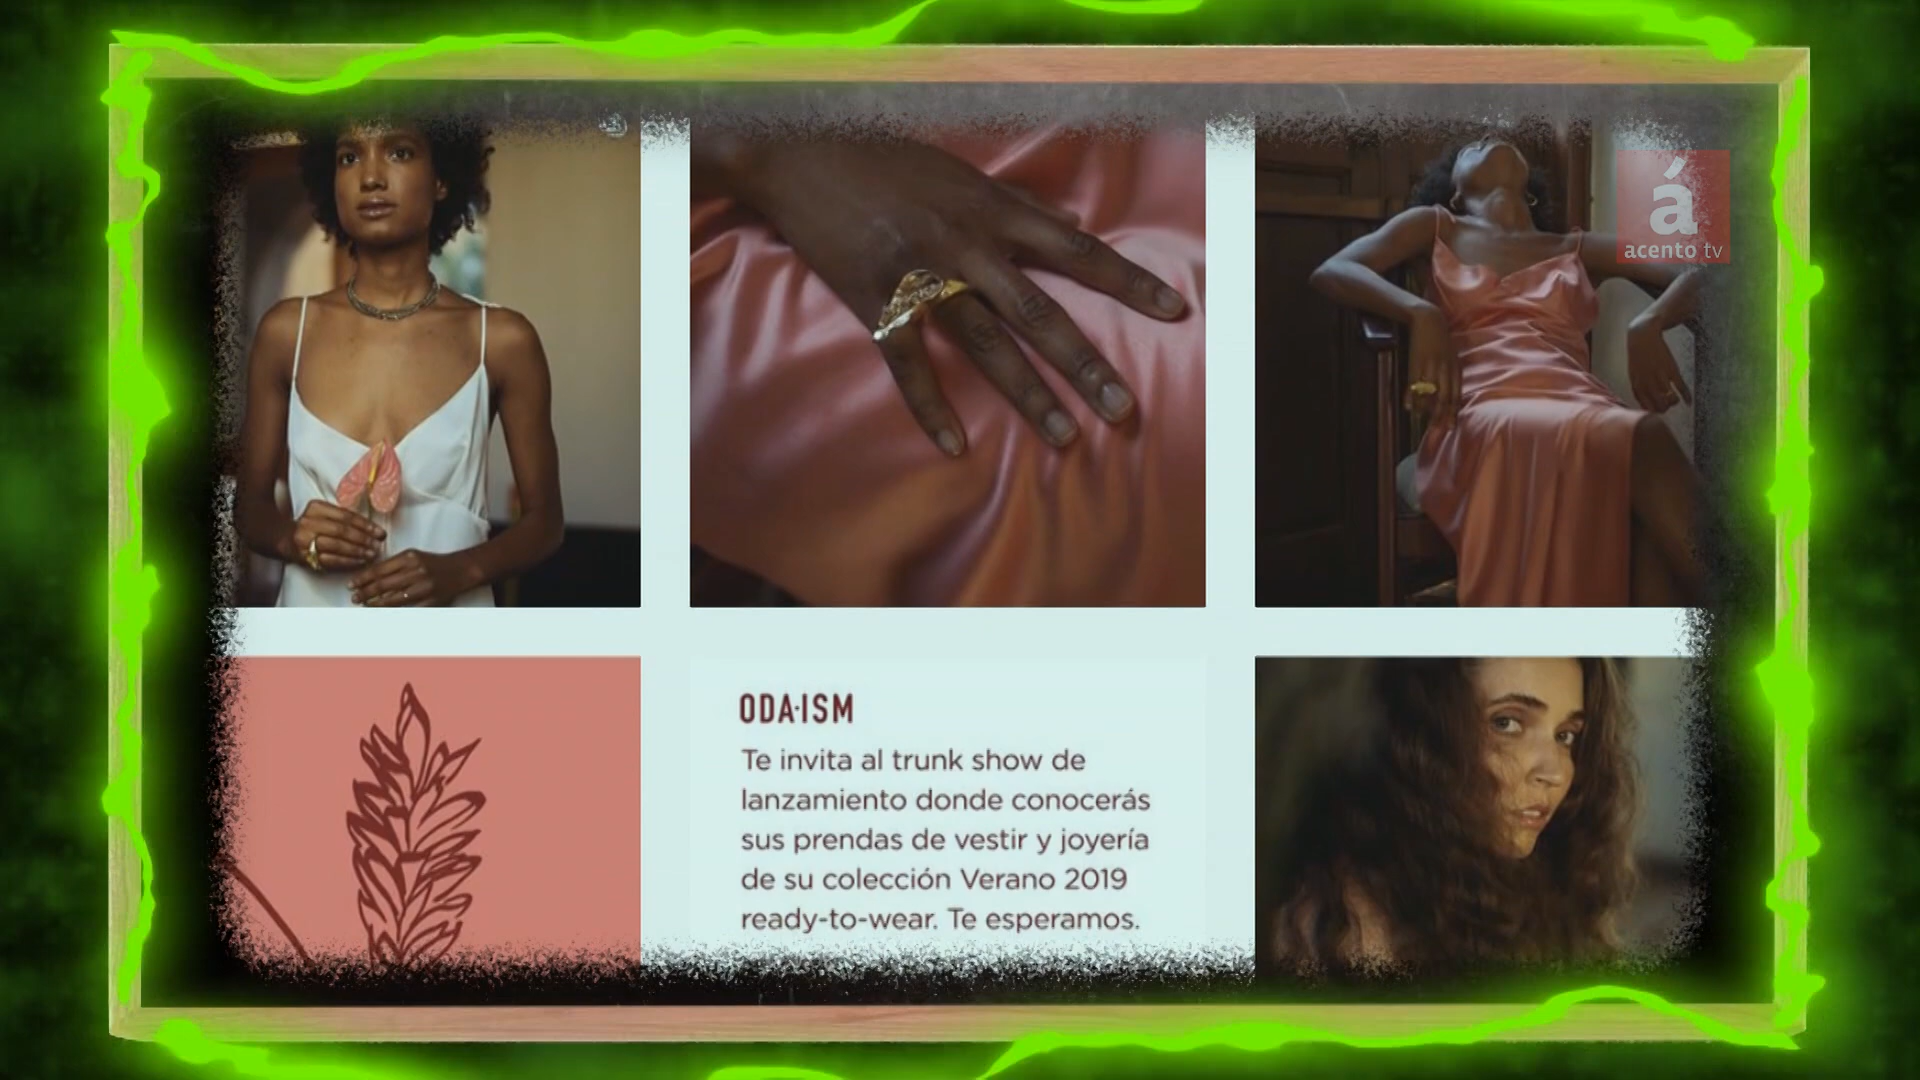 á
acento tv
ODA·ISM
Te invita al trunk show de
lanzamiento donde conocerás
sus prendas de vestir y joyería
de su colección Verano 2019
ready-to-wear. Te esperamos.